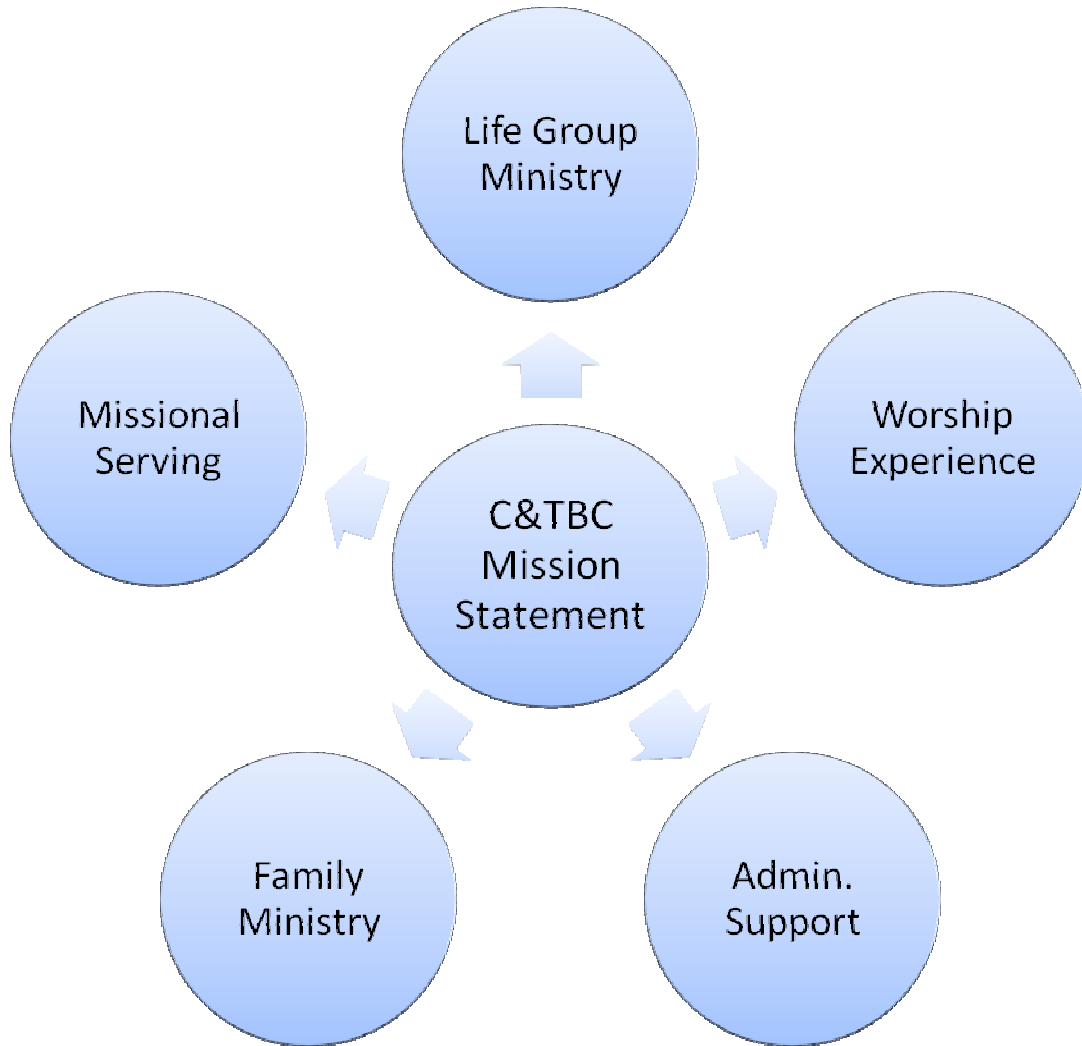 Life Group
Ministry
Missional
Serving
Worship
Experience
C&TBC
Mission
Statement
Family
Ministry
Admin.
Support